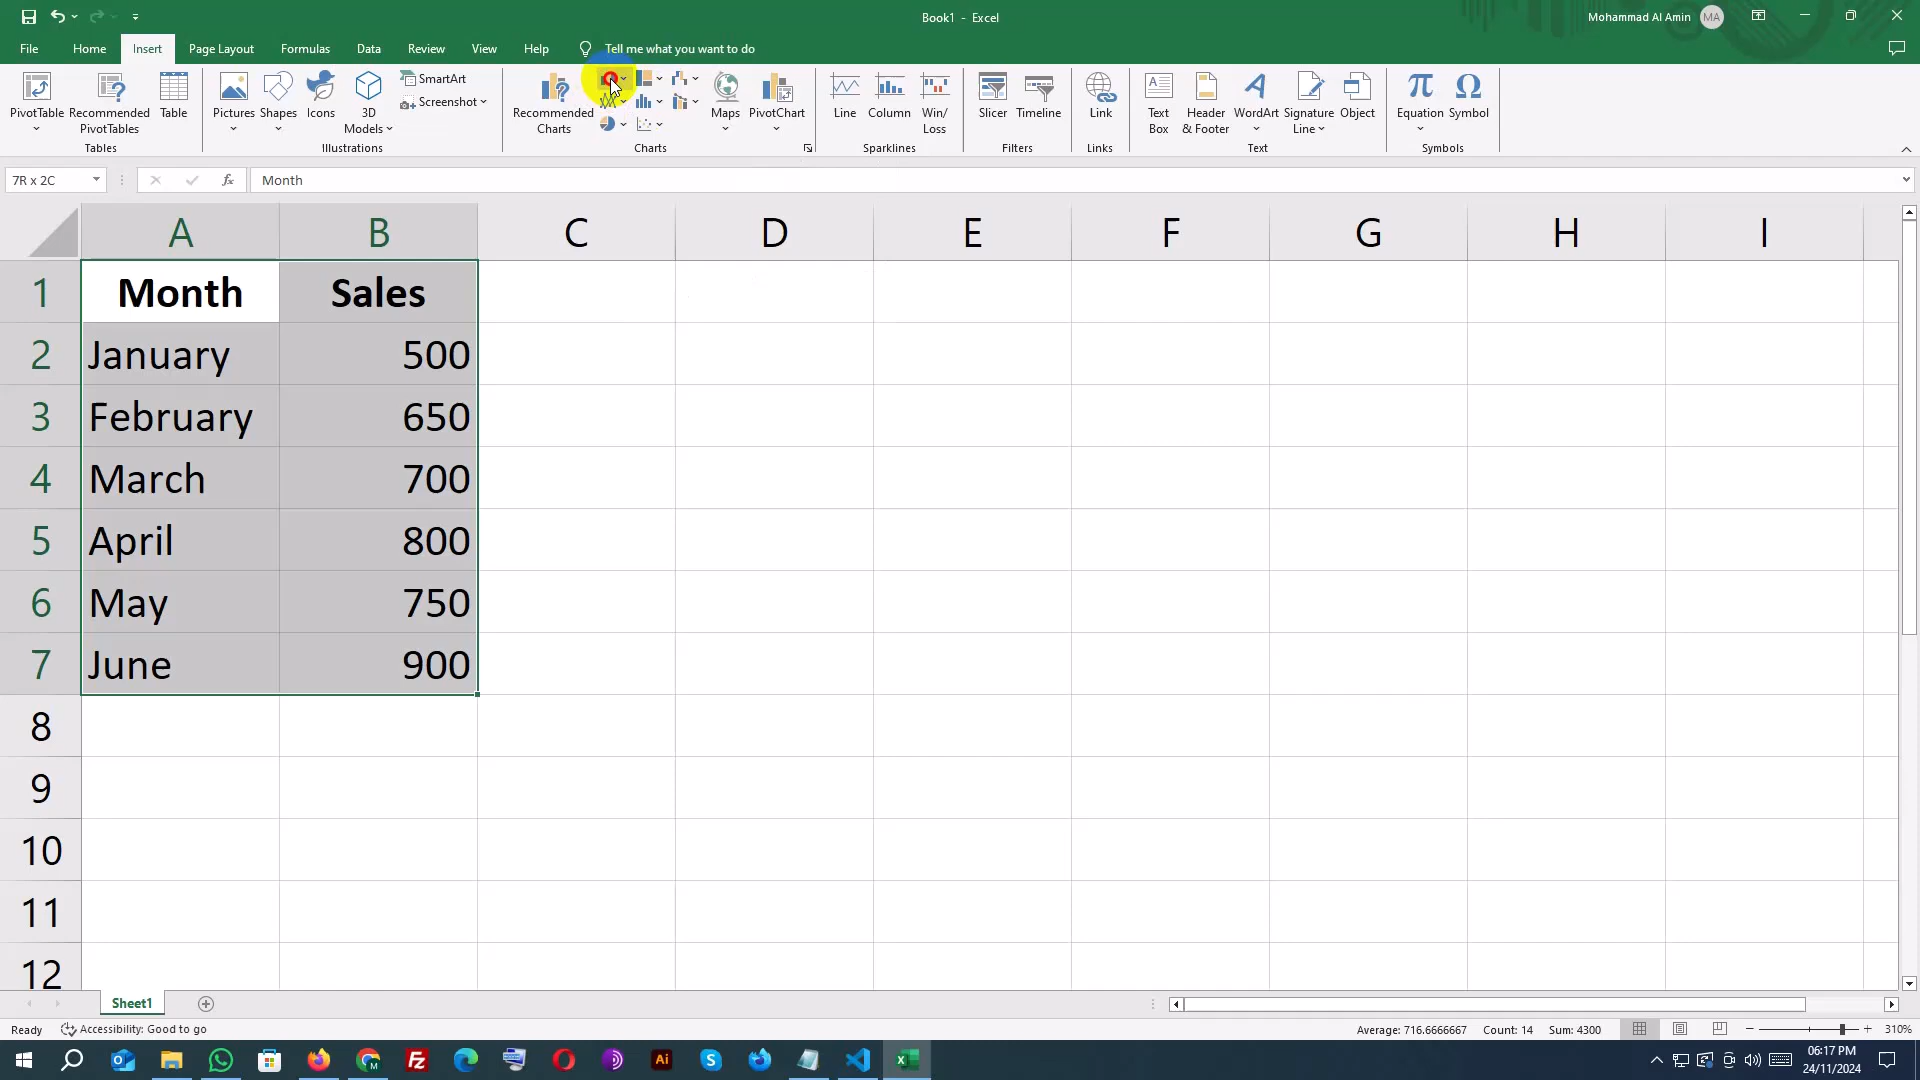 Book1 - Excel
Mohammad Al Amin MA
File Home Insert Page Layout Formulas Data Review View Help Tell me what you want to do
PivotTable
Recommended
PivotTables
Table
Tables
Pictures
Shapes
Icons
3D
Models
SmartArt
Screenshot
Illustrations
Recommended
Charts
Maps
PivotChart
Charts
Line
Column
Win/
Loss
Sparklines
Slicer
Timeline
Filters
Link
Links
Text
Box
Header
& Footer
WordArt
Signature
Line
Object
Text
Equation
Symbol
Symbols
7R x 2C fx Month
A B C D E F G H I
1 Month Sales
2 January 500
3 February 650
4 March 700
5 April 800
6 May 750
7 June 900
8
9
10
11
12
Sheet1
Ready Accessibility: Good to go Average: 716.6666667 Count: 14 Sum: 4300 310%
06:17 PM
24/11/2024